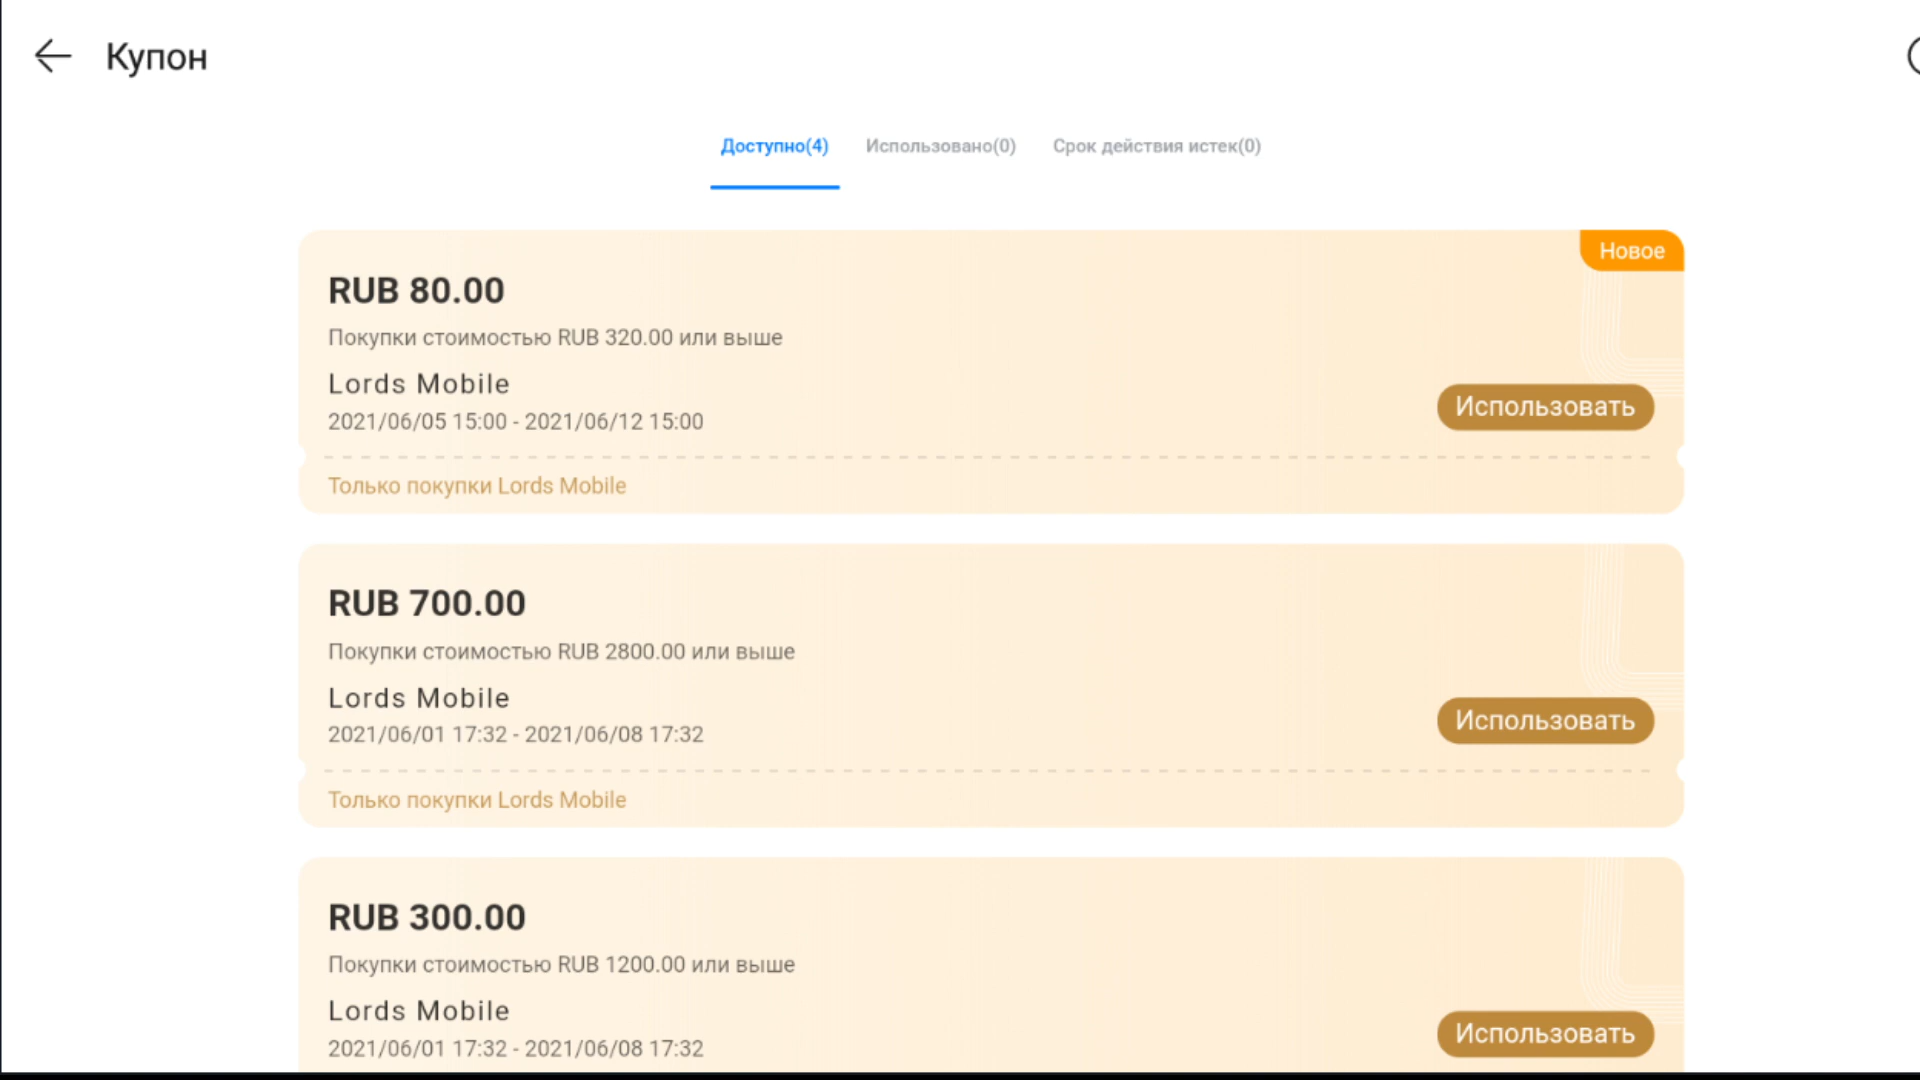 Купон
Доступно(4) Использовано(0) Срок действия истек(0)
Новое
RUB 80.00
Покупки стоимостью RUB 320.00 или выше
Lords Mobile
Использовать
2021/06/05 15:00 - 2021/06/12 15:00
Только покупки Lords Mobile
RUB 700.00
Покупки стоимостью RUB 2800.00 или выше
Lords Mobile
Использовать
2021/06/01 17:32 - 2021/06/08 17:32
Только покупки Lords Mobile
RUB 300.00
Покупки стоимостью RUB 1200.00 или выше
Lords Mobile
Использовать
2021/06/01 17:32 - 2021/06/08 17:32